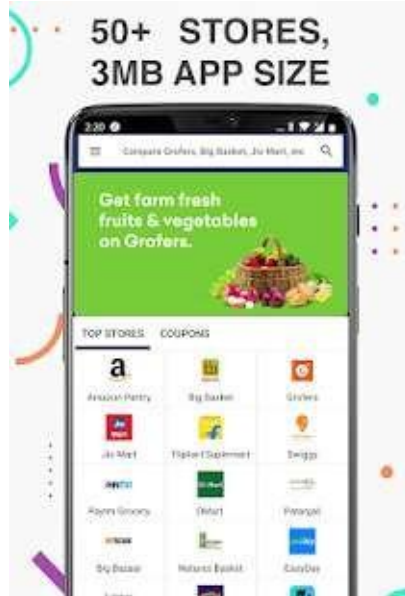 50+ STORES,
3MB APP SIZE
2:20
Compare Grofers, Big Basket, Jio Mart, etc
Get farm fresh
fruits & vegetables
on Grofers.
TOP STORES COUPONS
a
Amazon Pantry Big Basket Grofers
Jio Mart Flipkart Supermart Swiggy
Paytm Grocery DMart Patanjali
Big Bazaar Natures Basket EasyDay